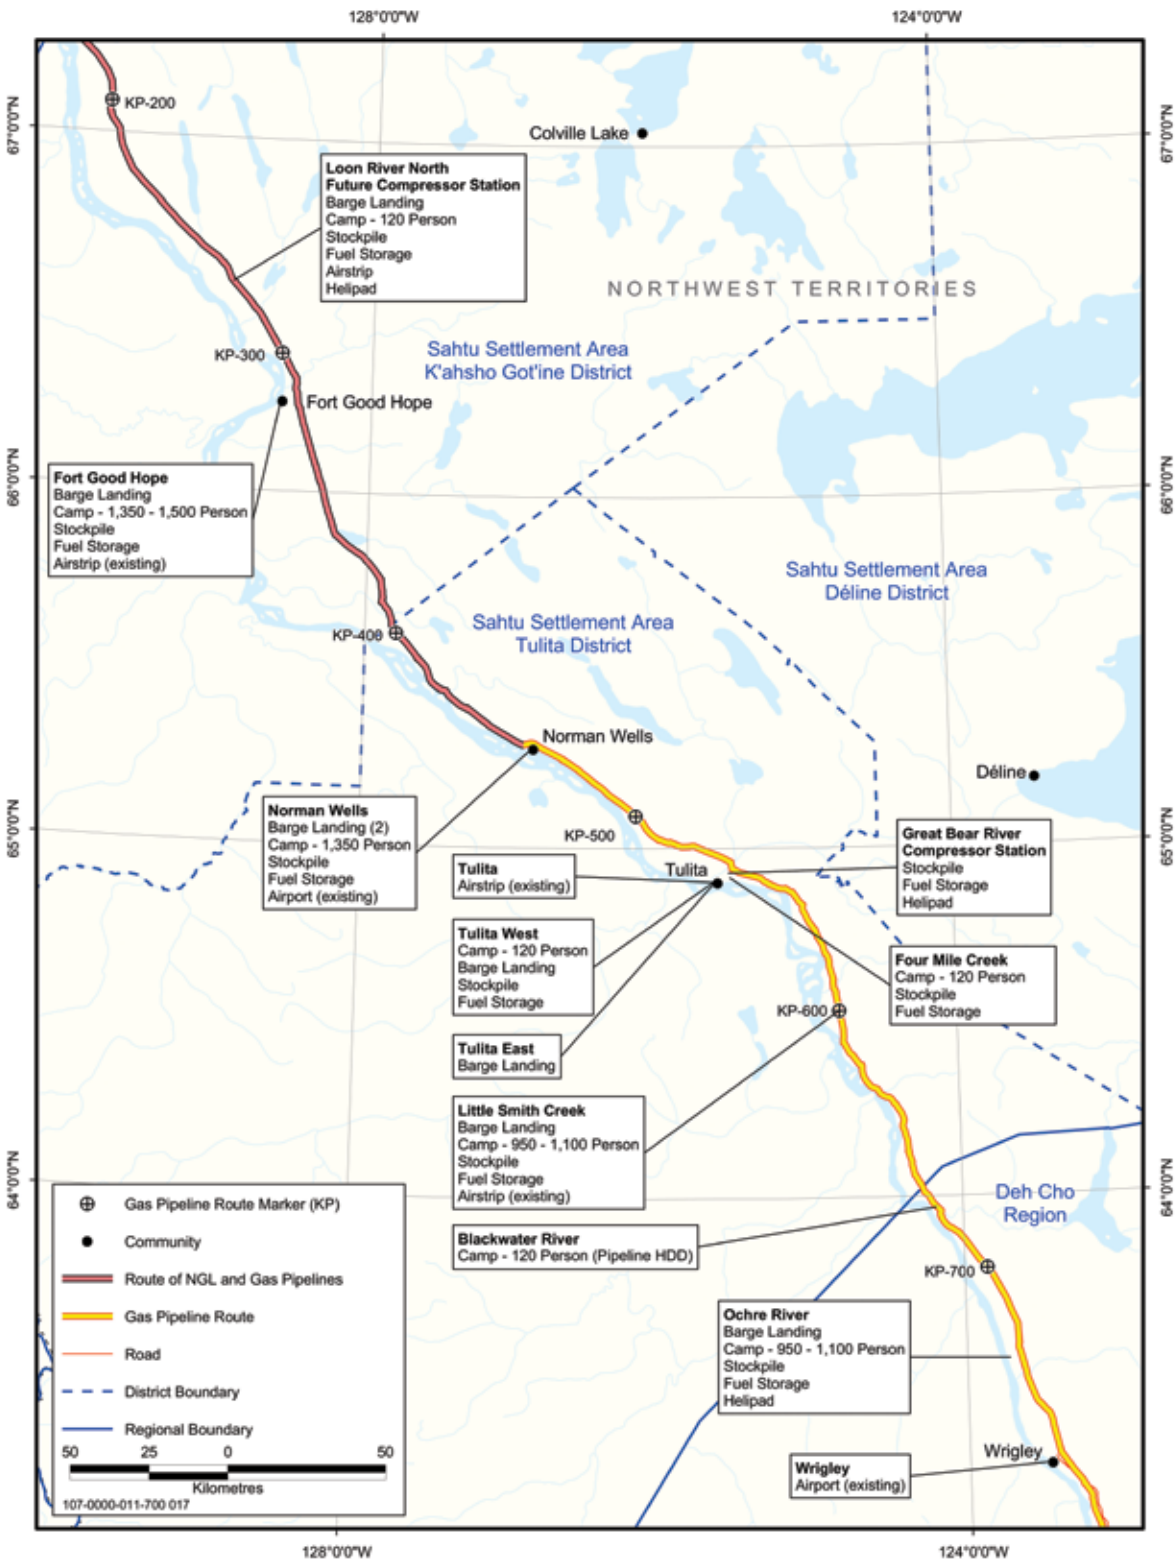 128°0'0"W
124°0'0"W
67°0'0"N
67°0'0"N
KP-200
Colville Lake
Loon River North
Future Compressor Station
Barge Landing
Camp - 120 Person
Stockpile
Fuel Storage
Airstrip
Helipad
NORTHWEST TERRITORIES
KP-300
Sahtu Settlement Area
K'ahsho Got'ine District
Fort Good Hope
66°0'0"N
66°0'0"N
Fort Good Hope
Barge Landing
Camp - 1,350 - 1,500 Person
Stockpile
Fuel Storage
Airstrip (existing)
Sahtu Settlement Area
Déline District
Sahtu Settlement Area
Tulita District
KP-400
Norman Wells
Déline
65°0'0"N
65°0'0"N
Norman Wells
Barge Landing (2)
Camp - 1,350 Person
Stockpile
Fuel Storage
Airport (existing)
KP-500
Great Bear River
Compressor Station
Stockpile
Fuel Storage
Helipad
Tulita
Airstrip (existing)
Tulita
Tulita West
Camp - 120 Person
Barge Landing
Stockpile
Fuel Storage
Four Mile Creek
Camp - 120 Person
Stockpile
Fuel Storage
KP-600
Tulita East
Barge Landing
Little Smith Creek
Barge Landing
Camp - 950 - 1,100 Person
Stockpile
Fuel Storage
Airstrip (existing)
64°0'0"N
64°0'0"N
Deh Cho
Region
Blackwater River
Camp - 120 Person (Pipeline HDD)
KP-700
Ochre River
Barge Landing
Camp - 950 - 1,100 Person
Stockpile
Fuel Storage
Helipad
Wrigley
Wrigley
Airport (existing)
Gas Pipeline Route Marker (KP)
Community
Route of NGL and Gas Pipelines
Gas Pipeline Route
Road
District Boundary
Regional Boundary
50 25 0 50
Kilometres
107-0000-011-700 017
128°0'0"W
124°0'0"W